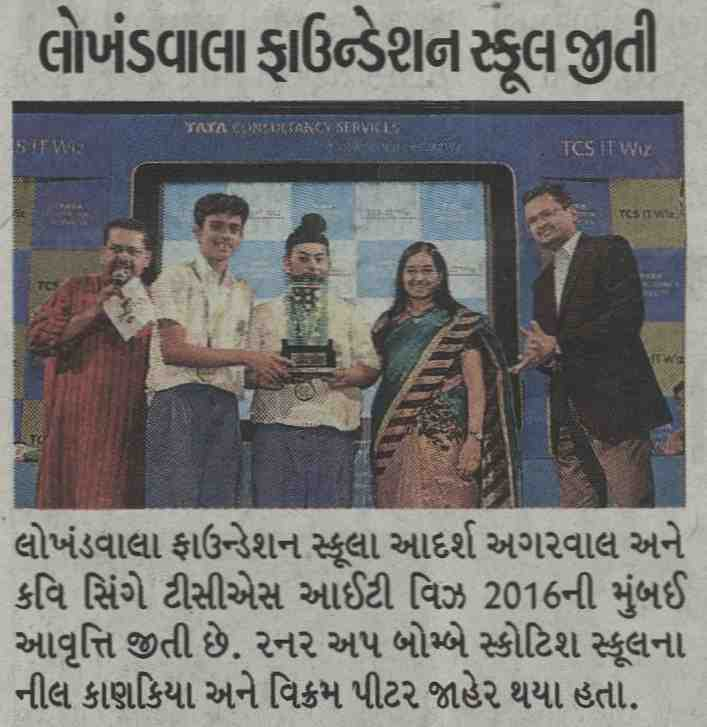 લોખંડવાલા ફાઉન્ડેશન સ્કૂલ જીતી
TATA CONSULTANCY SERVICES
TCS IT Wiz
TCS IT Wiz
લોખંડવાલા ફાઉન્ડેશન સ્કૂલા આદર્શ અગરવાલ અને
કવિ સિંગે ટીસીએસ આઈટી વિઝ 2016ની મુંબઈ
આવૃત્તિ જીતી છે. રનર અપ બોમ્બે સ્કોટિશ સ્કૂલના
નીલ કાણકિયા અને વિક્રમ પીટર જાહેર થયા હતા.